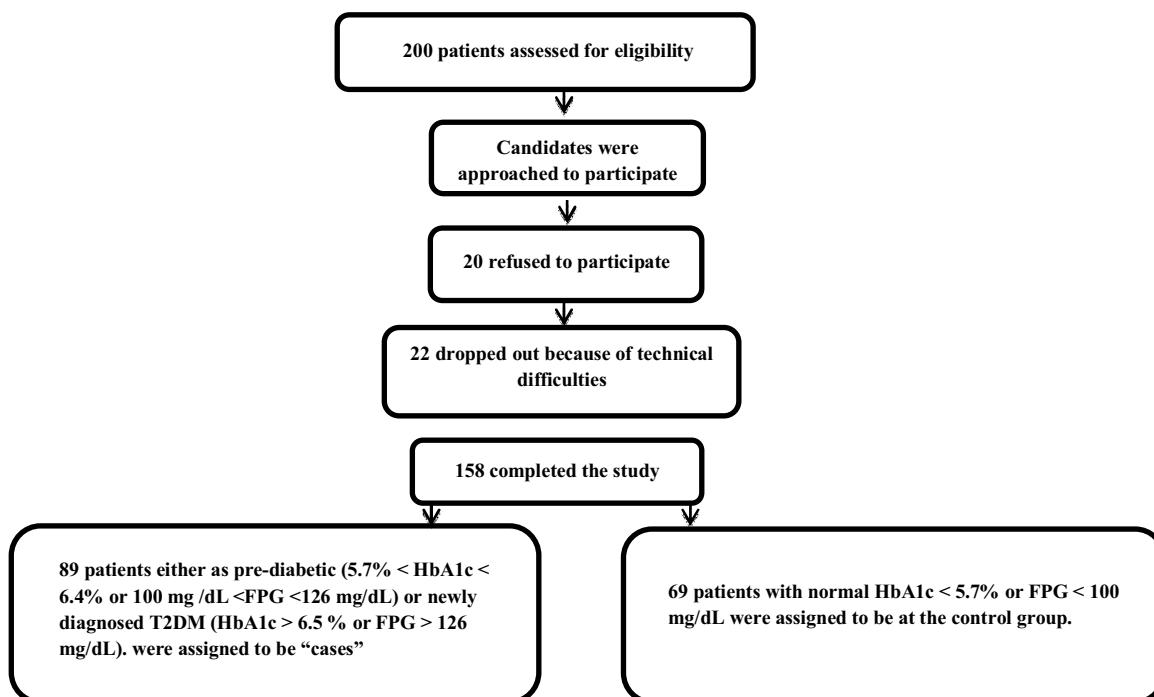 200 patients assessed for eligibility
Candidates were
approached to participate
20 refused to participate
22 dropped out because of technical
difficulties
158 completed the study
89 patients either as pre-diabetic (5.7% < HbA1c <
6.4% or 100 mg /dL <FPG <126 mg/dL) or newly
diagnosed T2DM (HbA1c > 6.5 % or FPG > 126
mg/dL). were assigned to be “cases”
69 patients with normal HbA1c < 5.7% or FPG < 100
mg/dL were assigned to be at the control group.